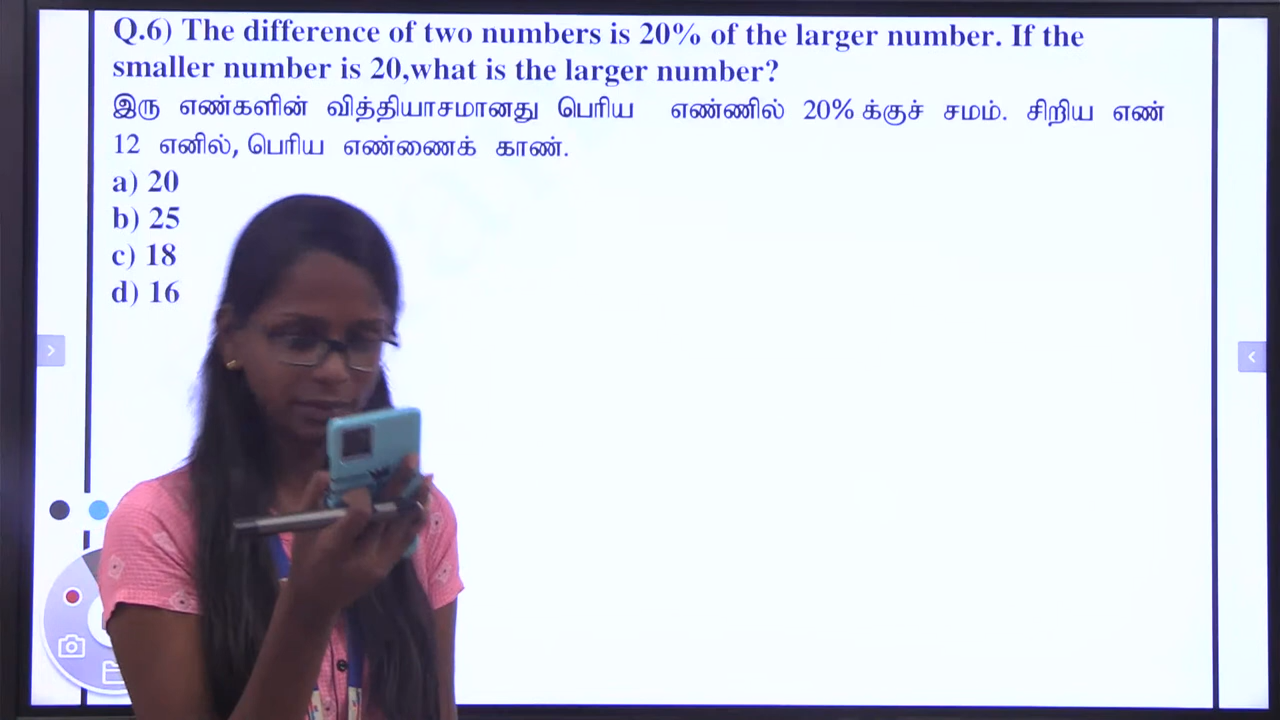 Q.6) The difference of two numbers is 20% of the larger number. If the
smaller number is 20,what is the larger number?
இரு எண்களின் வித்தியாசமானது பெரிய எண்ணில் 20% க்குச் சமம். சிறிய எண்
12 எனில், பெரிய எண்ணைக் காண்.
a) 20
b) 25
c) 18
d) 16